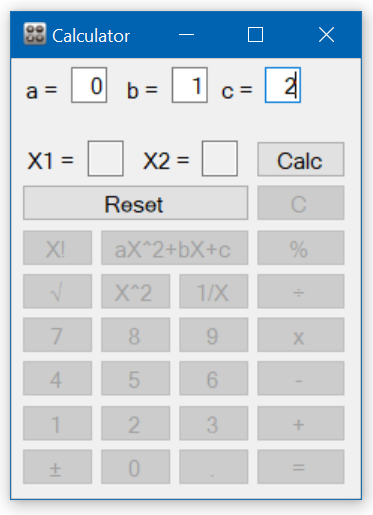 Calculator
a = 0 b = 1 c = 2
X1 = X2 = Calc
Reset C
X! aX^2+bX+c %
√ X^2 1/X ÷
7 8 9 x
4 5 6 -
1 2 3 +
± 0 . =